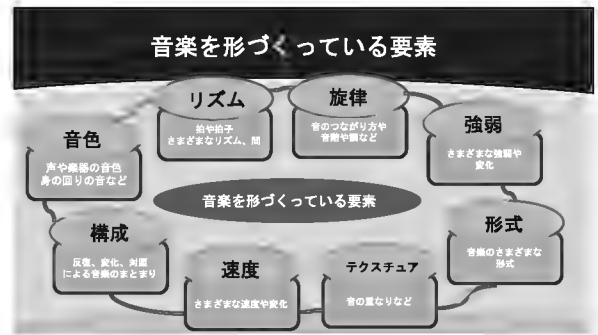 音楽を形づくっている要素
リズム
拍や拍子
さまざまなリズム、間
旋律
音のつながり方や
音階や調など
強弱
さまざまな強弱や
変化
音色
声や楽器の音色
身の回りの音など
音楽を形づくっている要素
形式
音楽のさまざまな
形式
構成
反復、変化、対照
による音楽のまとまり
速度
さまざまな速度や変化
テクスチュア
音の重なりなど